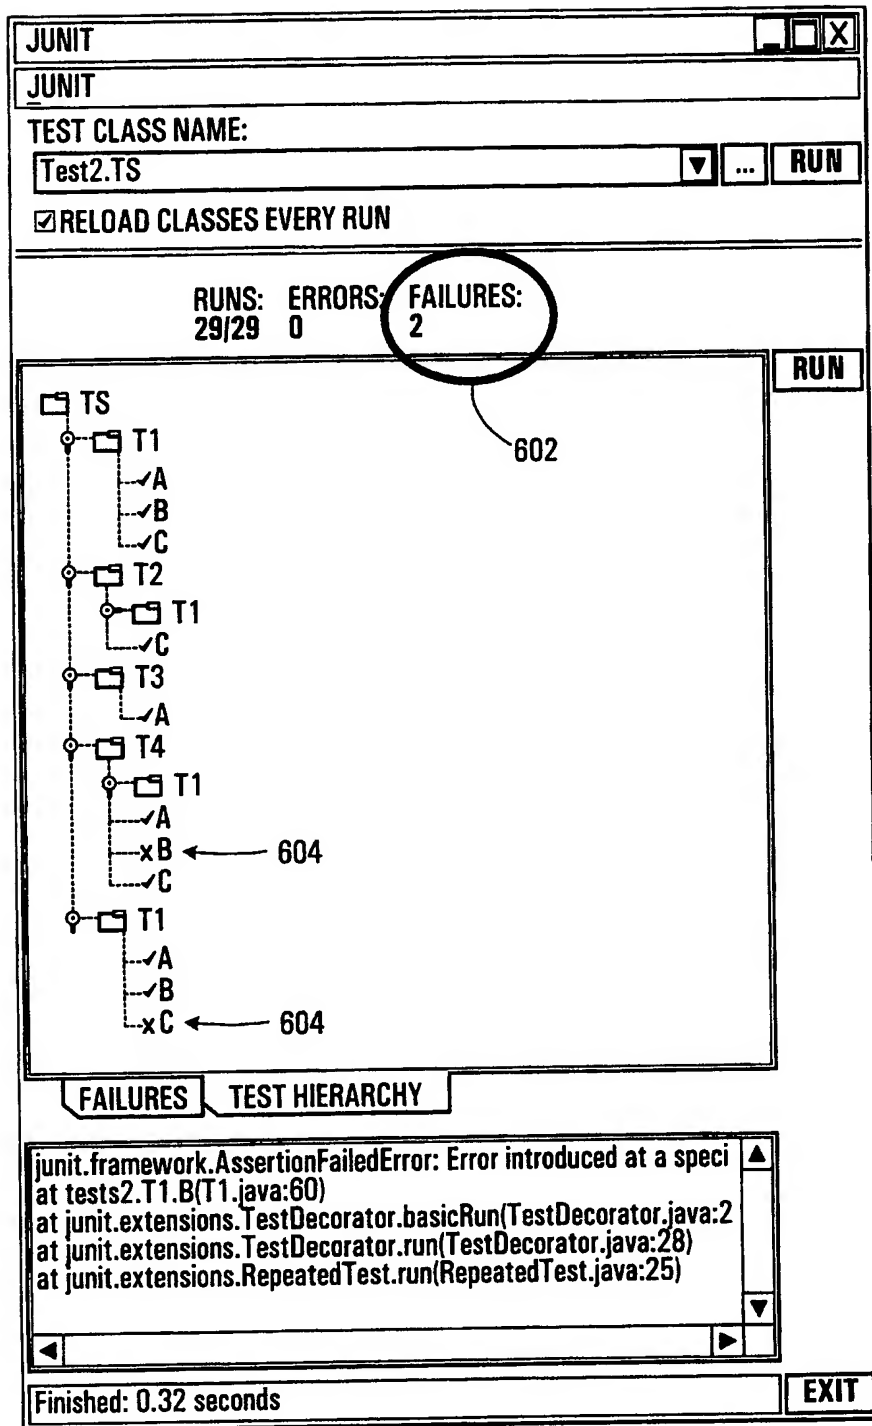 JUNIT
JUNIT
TEST CLASS NAME:
Test2.TS
...
RUN
RELOAD CLASSES EVERY RUN
RUNS: ERRORS: FAILURES:
29/29 0 2
RUN
602
TS
T1
A
B
C
T2
T1
C
T3
A
T4
T1
A
x B 604
C
T1
A
B
x C 604
FAILURES TEST HIERARCHY
junit.framework.AssertionFailedError: Error introduced at a speci
at tests2.T1.B(T1.java:60)
at junit.extensions.TestDecorator.basicRun(TestDecorator.java:2
at junit.extensions.TestDecorator.run(TestDecorator.java:28)
at junit.extensions.RepeatedTest.run(RepeatedTest.java:25)
Finished: 0.32 seconds
EXIT